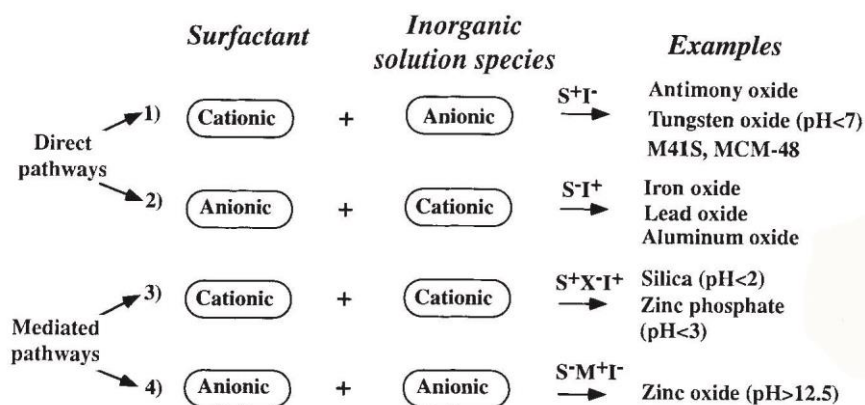 Surfactant
Inorganic
solution species
Examples
Direct
pathways
1) Cationic + Anionic S⁺I⁻
Antimony oxide
Tungsten oxide (pH<7)
M41S, MCM-48
2) Anionic + Cationic S⁻I⁺
Iron oxide
Lead oxide
Aluminum oxide
Mediated
pathways
3) Cationic + Cationic S⁺X⁻I⁺
Silica (pH<2)
Zinc phosphate
(pH<3)
4) Anionic + Anionic S⁻M⁺I⁻
Zinc oxide (pH>12.5)